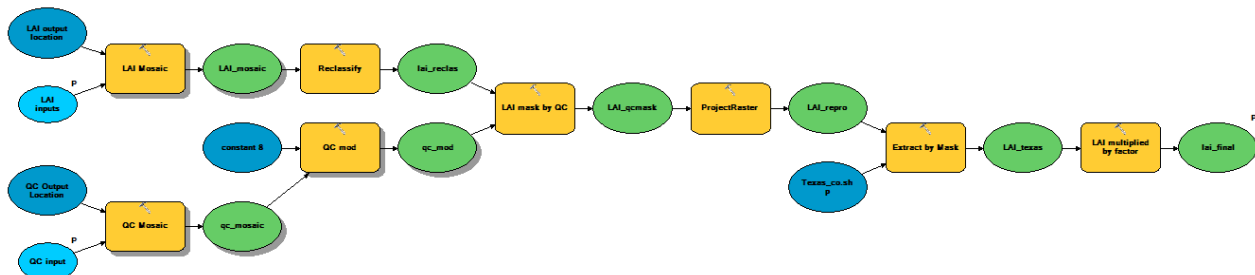 LAI output
location
LAI Mosaic
LAI_mosaic
Reclassify
lai_reclas
P
LAI
inputs
LAI mask by QC
LAI_qcmask
ProjectRaster
LAI_repro
P
constant 8
QC mod
qc_mod
Extract by Mask
LAI_texas
LAI multiplied
by factor
lai_final
Texas_co.sh
p
QC Output
Location
QC Mosaic
qc_mosaic
P
QC input